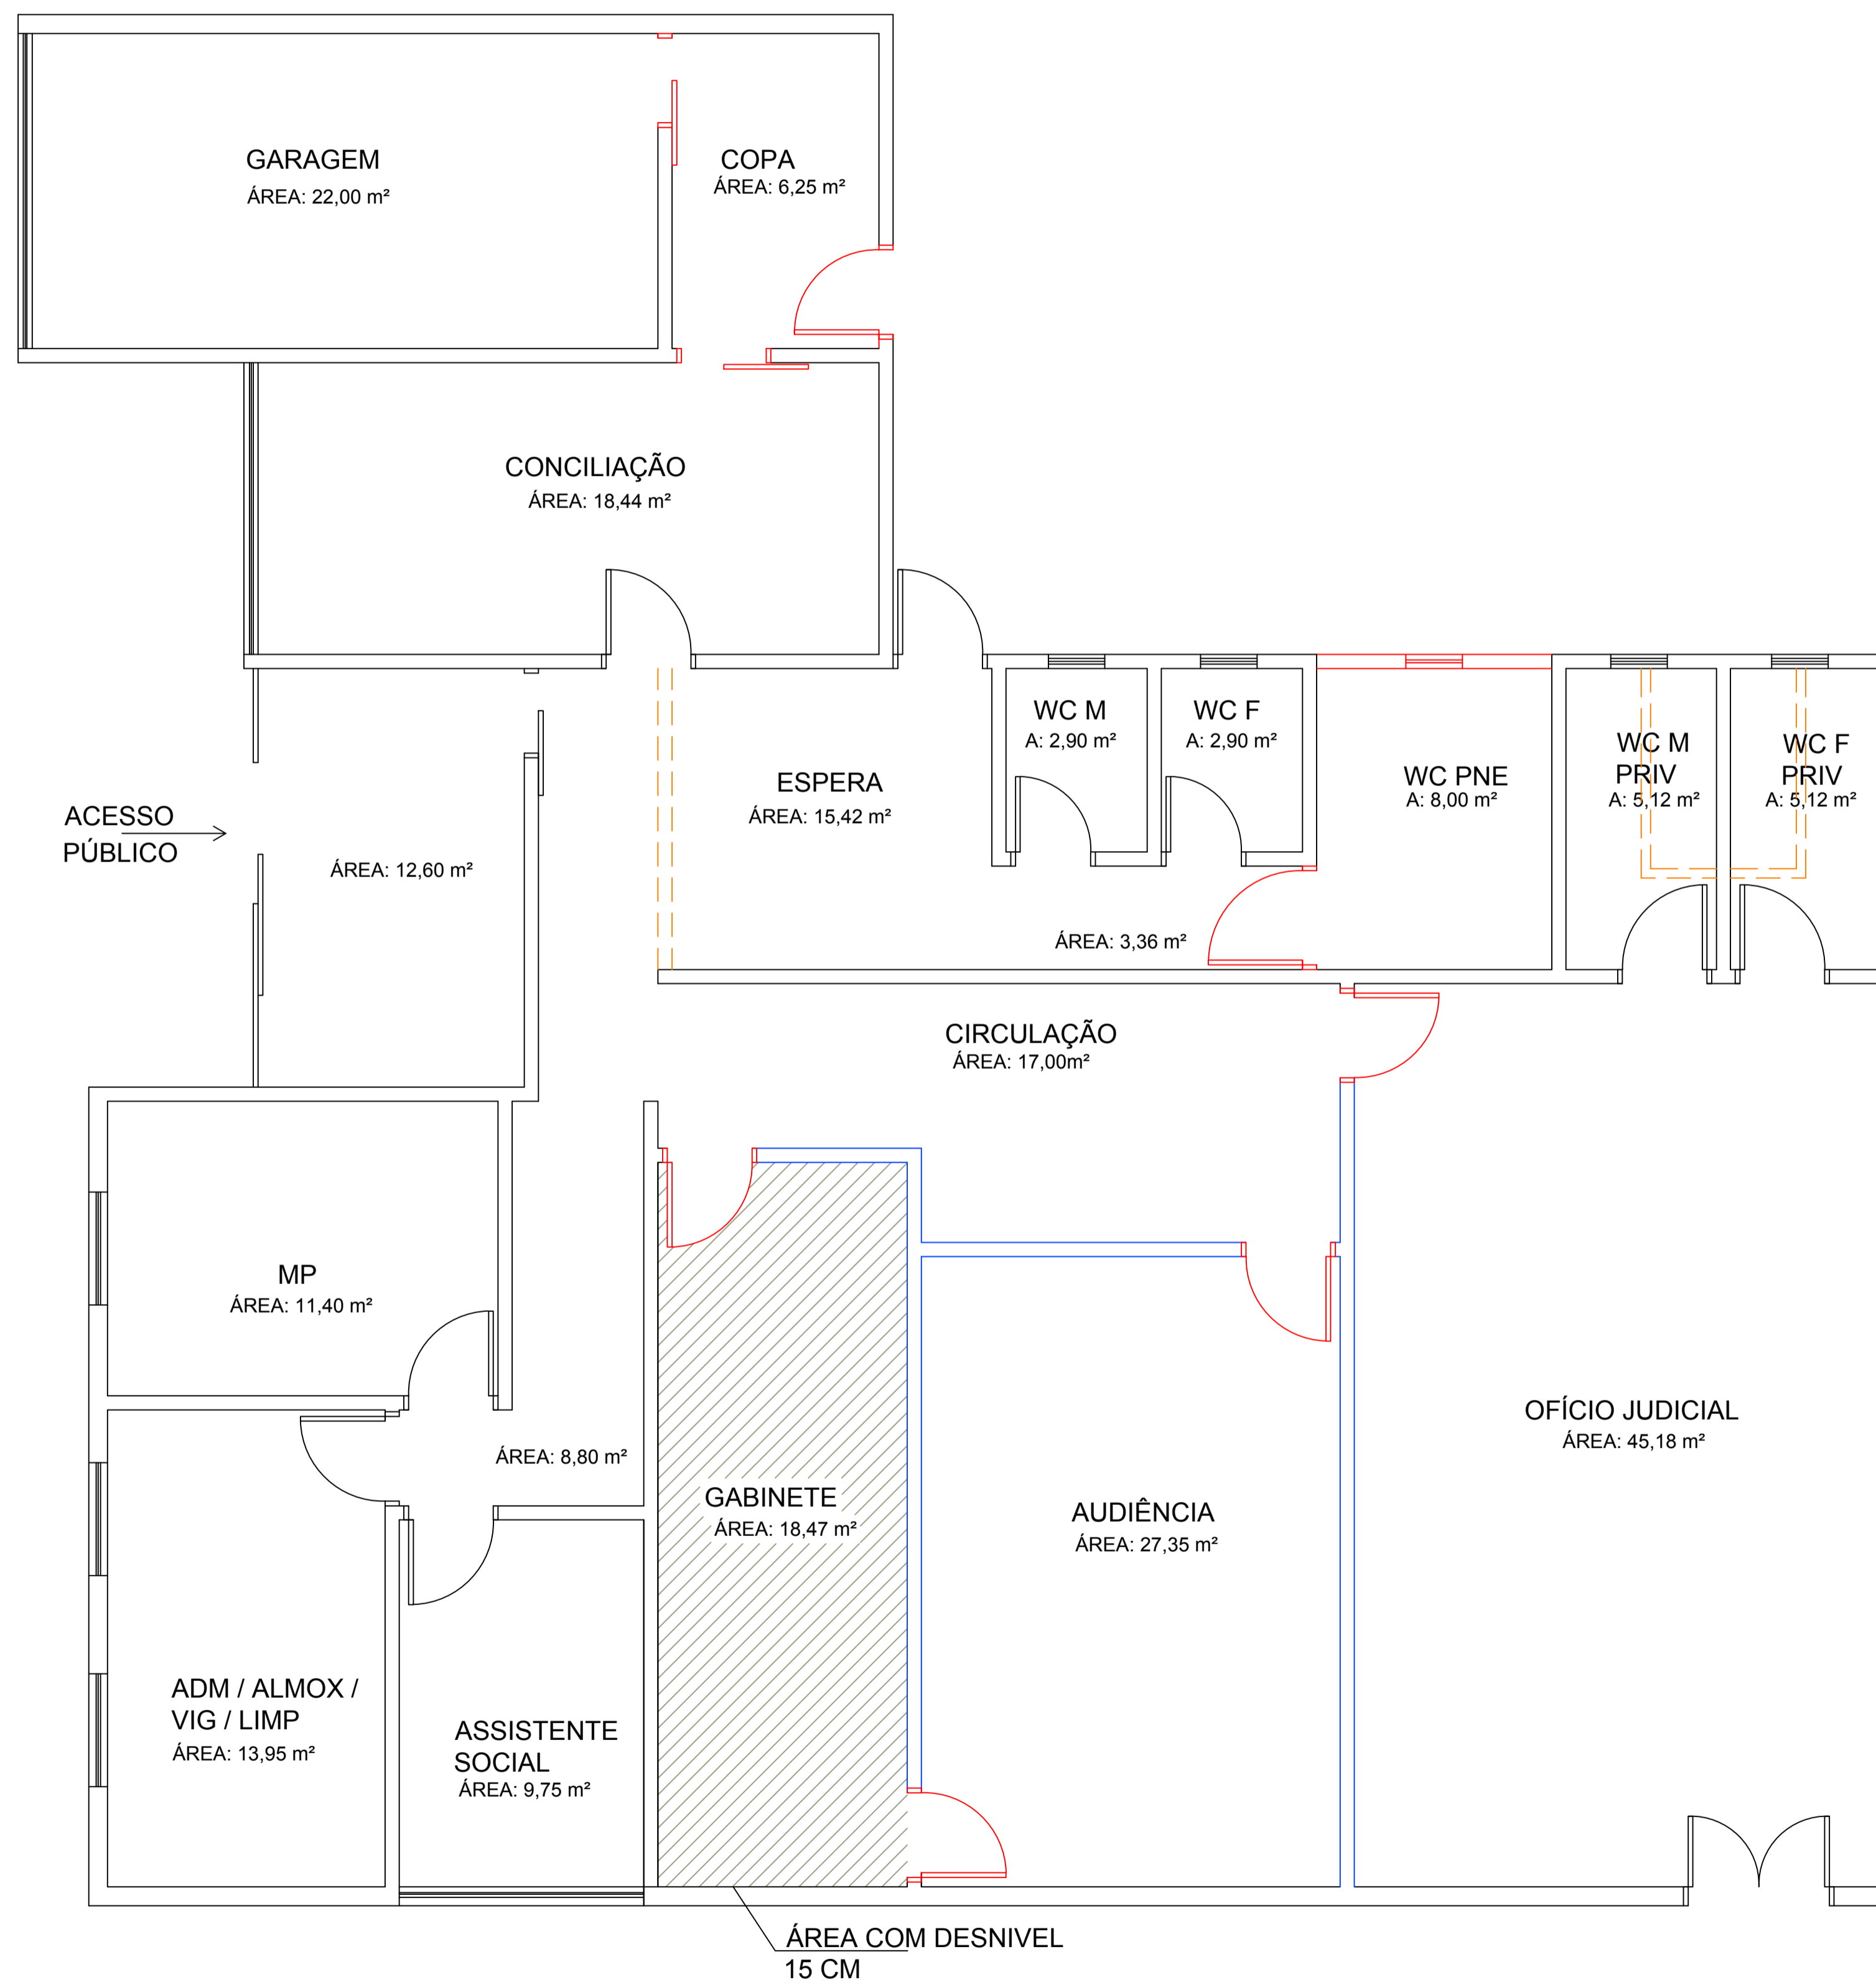 GARAGEM
ÁREA: 22,00 m²
COPA
ÁREA: 6,25 m²
CONCILIAÇÃO
ÁREA: 18,44 m²
WC M
A: 2,90 m²
WC F
A: 2,90 m²
ESPERA
ÁREA: 15,42 m²
WC PNE
A: 8,00 m²
WC M
PRIV
A: 5,12 m²
WC F
PRIV
A: 5,12 m²
ACESSO
PÚBLICO
ÁREA: 12,60 m²
ÁREA: 3,36 m²
CIRCULAÇÃO
ÁREA: 17,00m²
MP
ÁREA: 11,40 m²
ÁREA: 8,80 m²
GABINETE
ÁREA: 18,47 m²
AUDIÊNCIA
ÁREA: 27,35 m²
OFÍCIO JUDICIAL
ÁREA: 45,18 m²
ADM / ALMOX /
VIG / LIMP
ÁREA: 13,95 m²
ASSISTENTE
SOCIAL
ÁREA: 9,75 m²
ÁREA COM DESNIVEL
15 CM